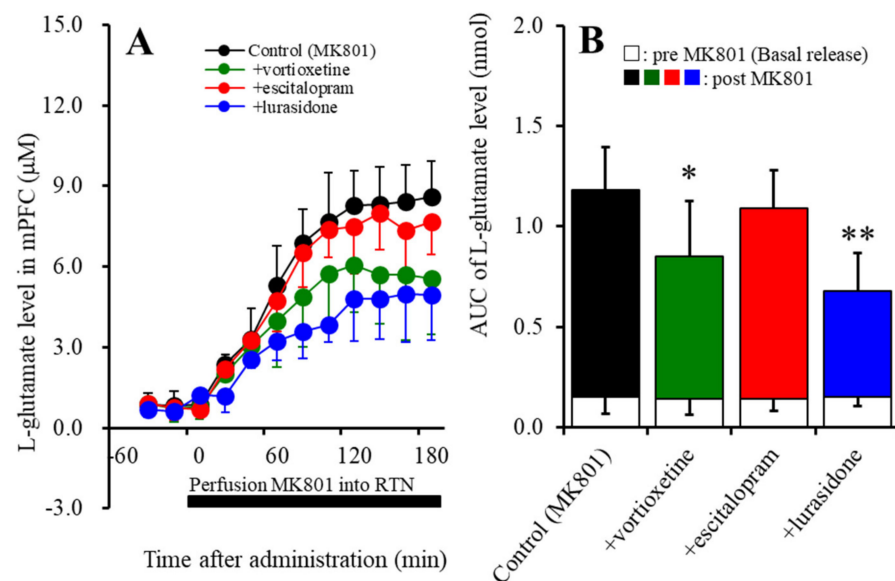 A
Control (MK801)
+vortioxetine
+escitalopram
+lurasidone
L-glutamate level in mPFC (μM)
15.0
12.0
9.0
6.0
3.0
0.0
-3.0
-60
0
60
120
180
Perfusion MK801 into RTN
Time after administration (min)
B
: pre MK801 (Basal release)
: post MK801
AUC of L-glutamate level (nmol)
2.0
1.5
1.0
0.5
0.0
*
**
Control (MK801)
+vortioxetine
+escitalopram
+lurasidone